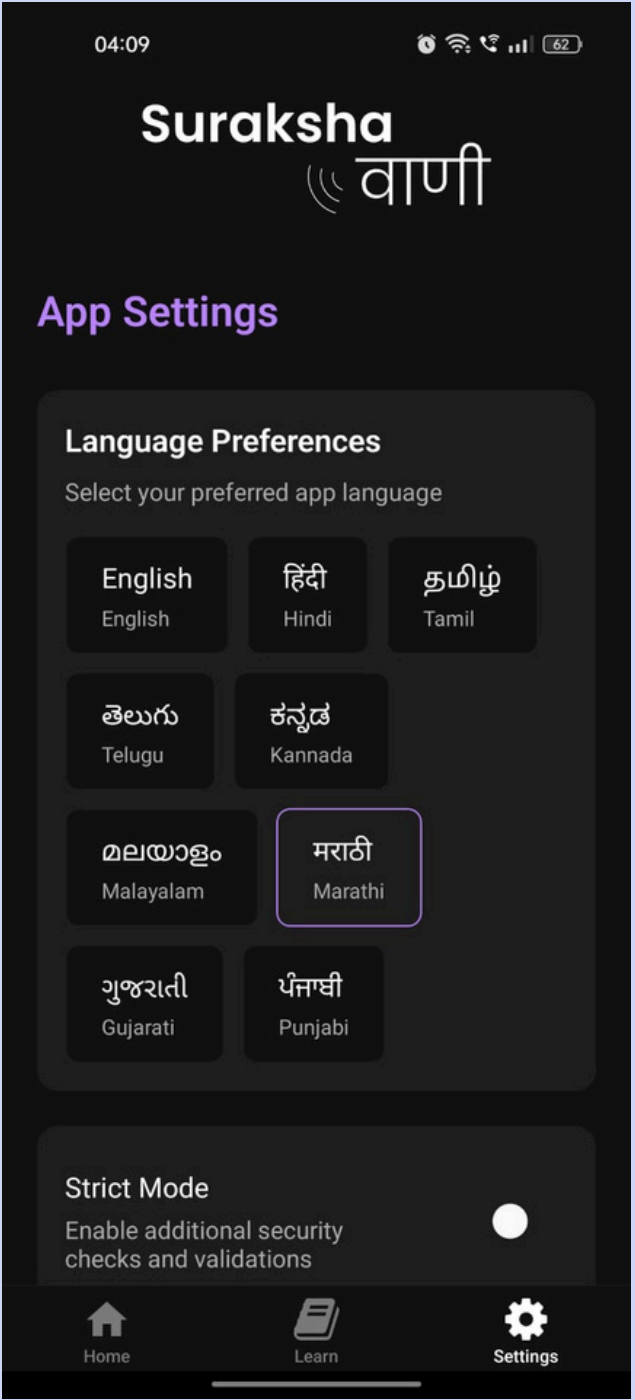 04:09
62
Suraksha
वाणी
App Settings
Language Preferences
Select your preferred app language
English हिंदी தமிழ்
English Hindi Tamil
తెలుగు ಕನ್ನಡ
Telugu Kannada
മലയാളം मराठी
Malayalam Marathi
ગુજરાતી ਪੰਜਾਬੀ
Gujarati Punjabi
Strict Mode
Enable additional security
checks and validations
Home Learn Settings